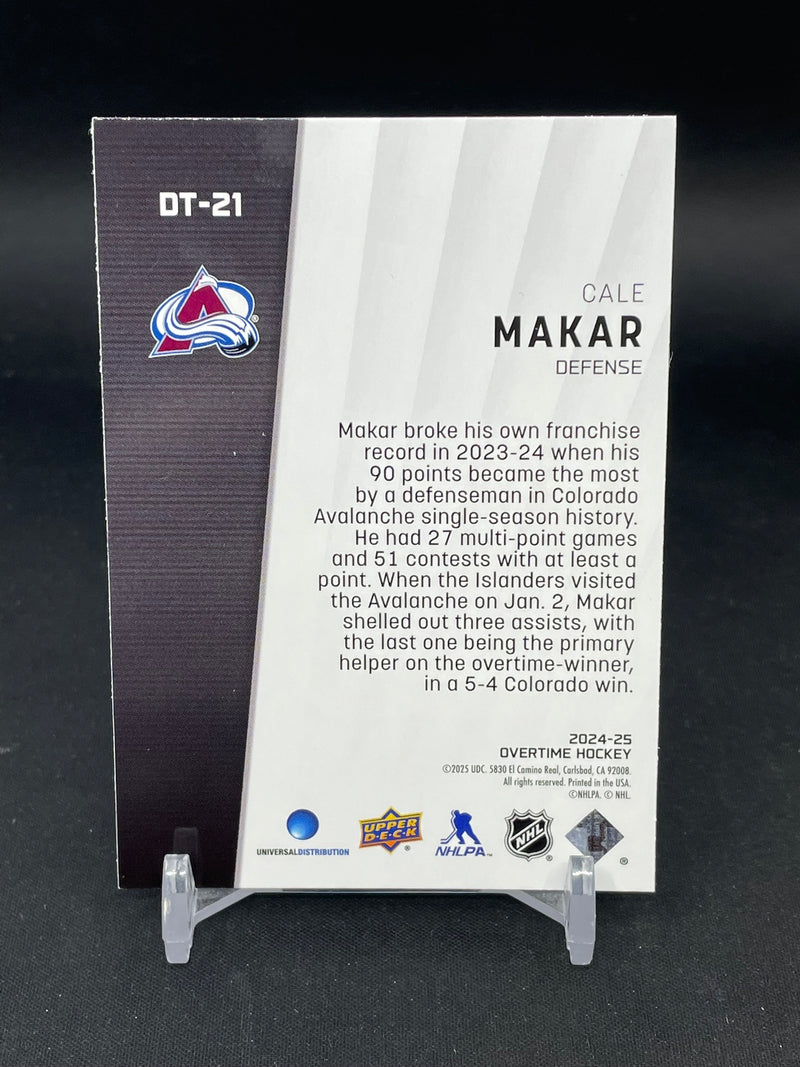 DT-21
CALE
MAKAR
DEFENSE
Makar broke his own franchise
record in 2023-24 when his
90 points became the most
by a defenseman in Colorado
Avalanche single-season history.
He had 27 multi-point games
and 51 contests with at least a
point. When the Islanders visited
the Avalanche on Jan. 2, Makar
shelled out three assists, with
the last one being the primary
helper on the overtime-winner,
in a 5-4 Colorado win.
2024-25
OVERTIME HOCKEY
©2025 UDC. 5830 El Camino Real, Carlsbad, CA 92008.
All rights reserved. Printed in the USA.
©NHLPA. © NHL.
UNIVERSALDISTRIBUTION
UPPER
D·E·C·K
®
NHLPA™
NHL
®
®